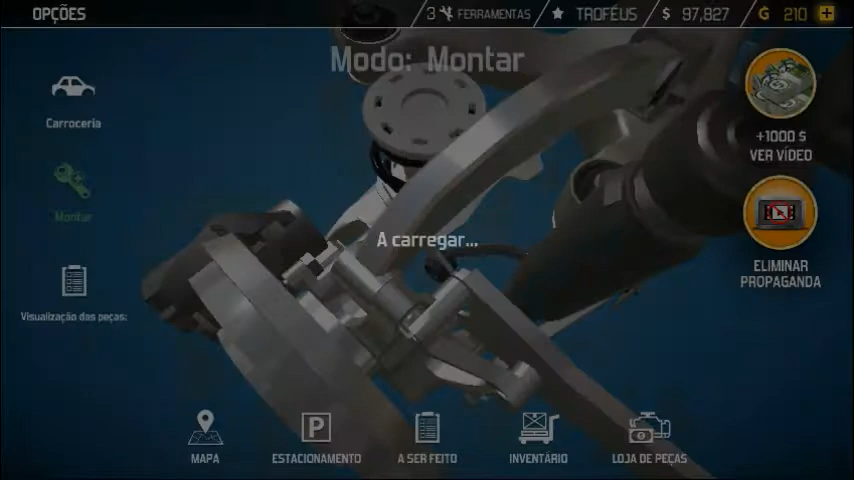 OPÇÕES
3 FERRAMENTAS
TROFÉUS
$ 97,827
G 210
Modo: Montar
Carroceria
+1000 $
VER VÍDEO
Montar
A carregar...
ELIMINAR
PROPAGANDA
Visualização das peças:
MAPA
P
ESTACIONAMENTO
A SER FEITO
INVENTÁRIO
LOJA DE PEÇAS